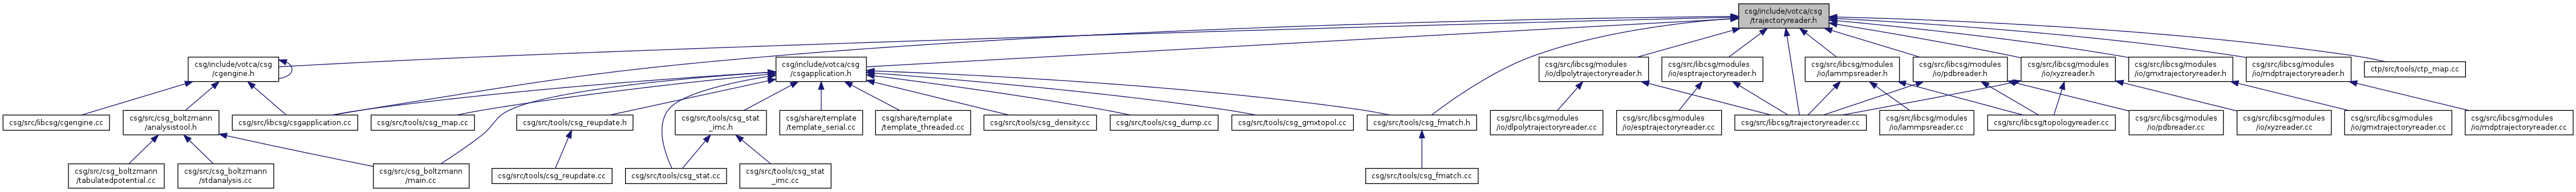 csg/include/votca/csg
/trajectoryreader.h
csg/include/votca/csg
/cgengine.h
csg/include/votca/csg
/csgapplication.h
csg/src/libcsg/modules
/io/dlpolytrajectoryreader.h
csg/src/libcsg/modules
/io/esptrajectoryreader.h
csg/src/libcsg/modules
/io/lammpsreader.h
csg/src/libcsg/modules
/io/pdbreader.h
csg/src/libcsg/modules
/io/xyzreader.h
csg/src/libcsg/modules
/io/gmxtrajectoryreader.h
csg/src/libcsg/modules
/io/mdptrajectoryreader.h
ctp/src/tools/ctp_map.cc
csg/src/libcsg/cgengine.cc
csg/src/csg_boltzmann
/analysistool.h
csg/src/libcsg/csgapplication.cc
csg/src/tools/csg_map.cc
csg/src/tools/csg_reupdate.h
csg/src/tools/csg_stat
_imc.h
csg/share/template
/template_serial.cc
csg/share/template
/template_threaded.cc
csg/src/tools/csg_density.cc
csg/src/tools/csg_dump.cc
csg/src/tools/csg_gmxtopol.cc
csg/src/tools/csg_fmatch.h
csg/src/libcsg/modules
/io/dlpolytrajectoryreader.cc
csg/src/libcsg/modules
/io/esptrajectoryreader.cc
csg/src/libcsg/trajectoryreader.cc
csg/src/libcsg/modules
/io/lammpsreader.cc
csg/src/libcsg/topologyreader.cc
csg/src/libcsg/modules
/io/pdbreader.cc
csg/src/libcsg/modules
/io/xyzreader.cc
csg/src/libcsg/modules
/io/gmxtrajectoryreader.cc
csg/src/libcsg/modules
/io/mdptrajectoryreader.cc
csg/src/csg_boltzmann
/tabulatedpotential.cc
csg/src/csg_boltzmann
/stdanalysis.cc
csg/src/csg_boltzmann
/main.cc
csg/src/tools/csg_reupdate.cc
csg/src/tools/csg_stat.cc
csg/src/tools/csg_stat
_imc.cc
csg/src/tools/csg_fmatch.cc